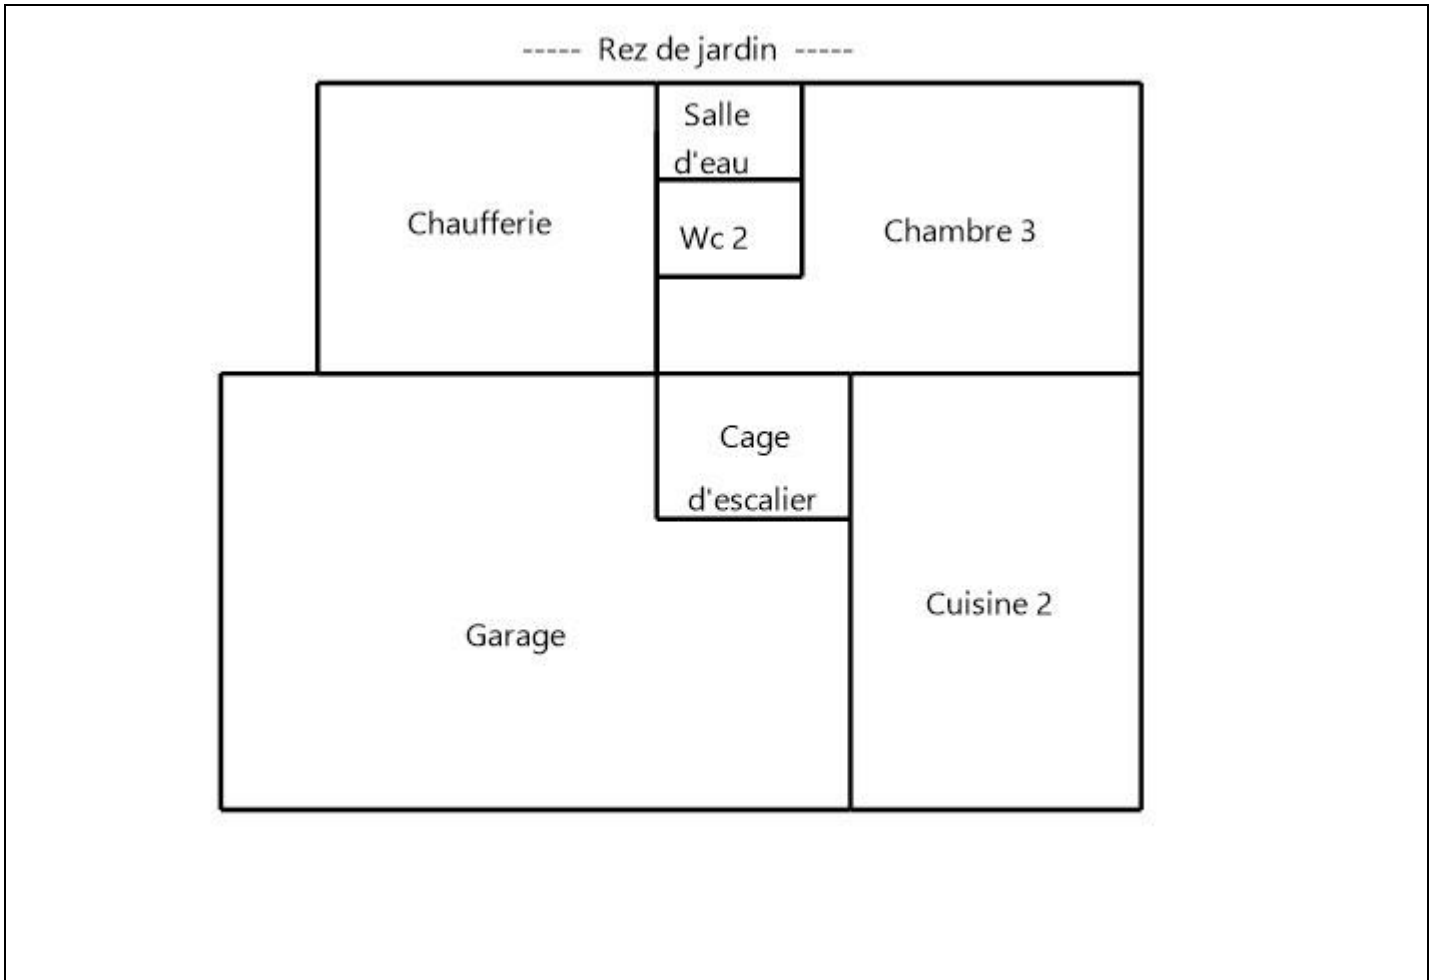 ----- Rez de jardin -----
Salle
d'eau
Chaufferie
Wc 2
Chambre 3
Cage
d'escalier
Cuisine 2
Garage